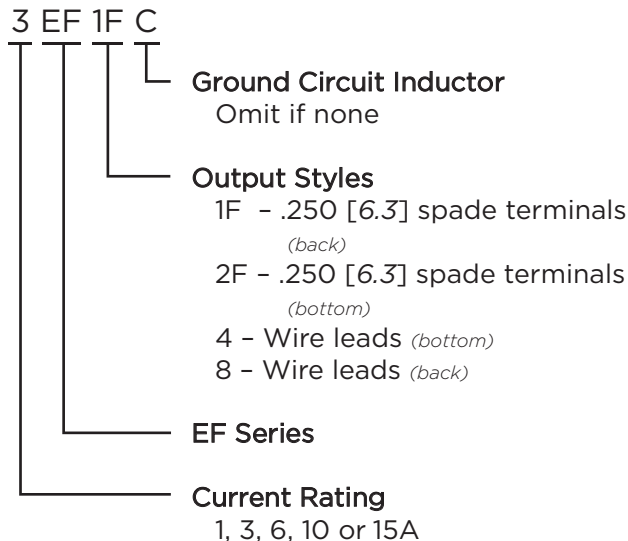 3 EF 1F C
Ground Circuit Inductor
Omit if none
Output Styles
1F – .250 [6.3] spade terminals
(back)
2F – .250 [6.3] spade terminals
(bottom)
4 – Wire leads (bottom)
8 – Wire leads (back)
EF Series
Current Rating
1, 3, 6, 10 or 15A